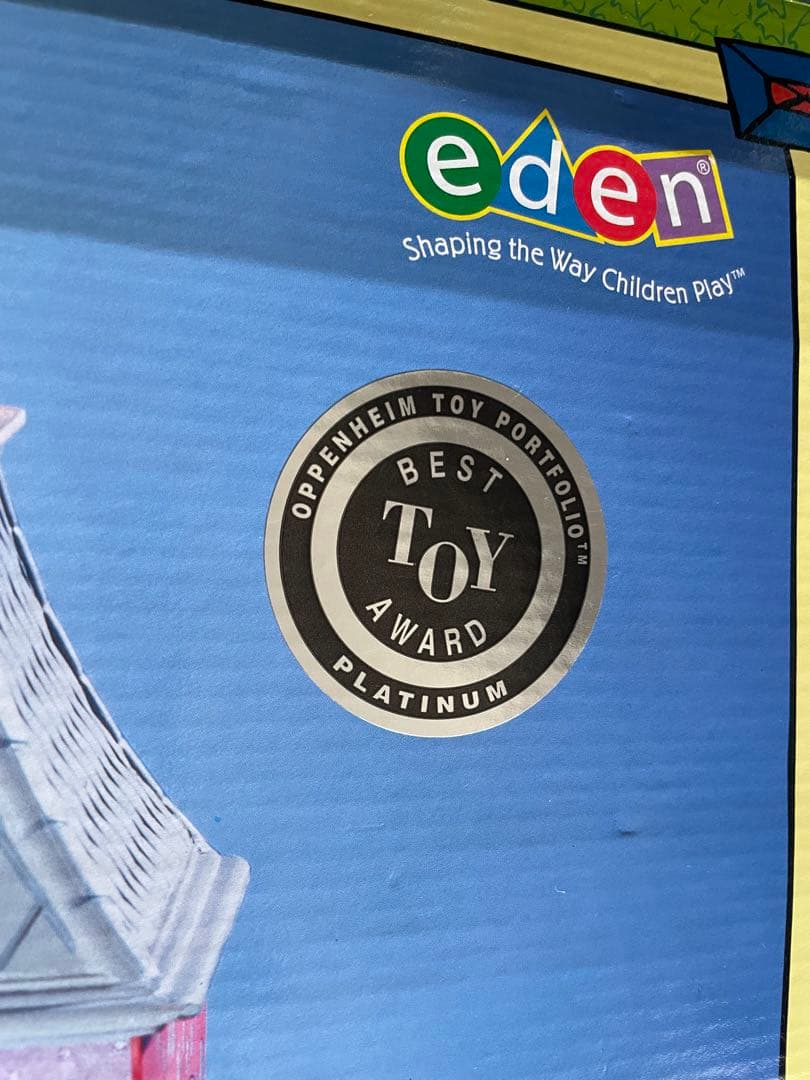 eden®
Shaping the Way Children Play™
OPPENHEIM TOY PORTFOLIO™
BEST
TOY
AWARD
PLATINUM